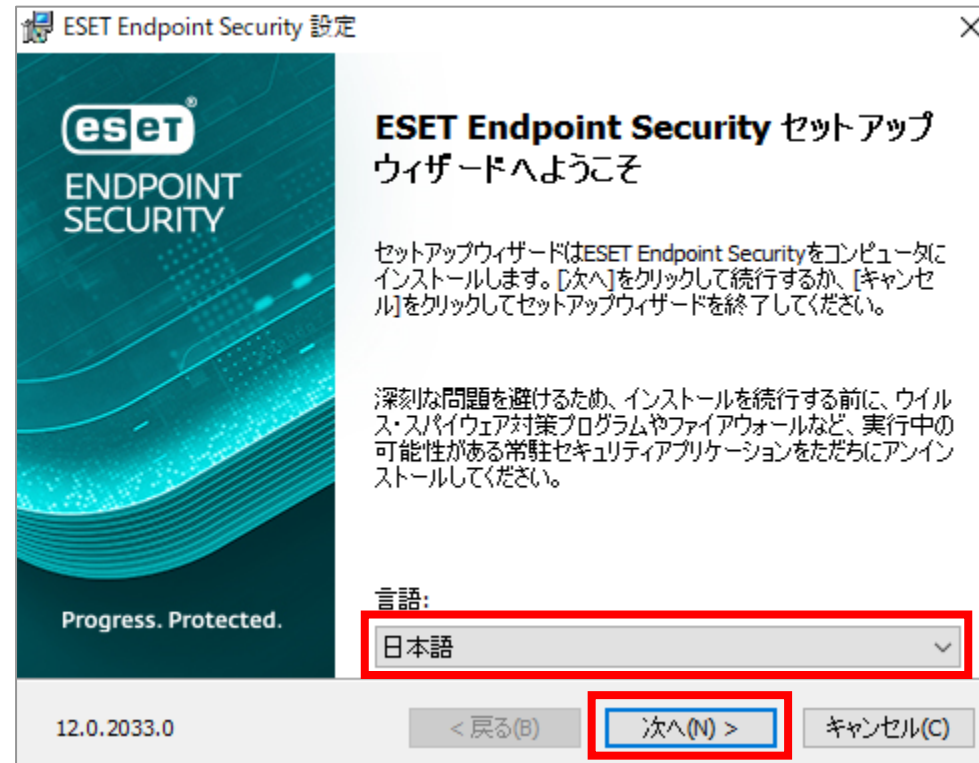 ESET Endpoint Security 設定
eseT®
ENDPOINT
SECURITY
Progress. Protected.
ESET Endpoint Security セットアップ
ウィザードへようこそ
セットアップウィザードはESET Endpoint Securityをコンピュータに
インストールします。[次へ]をクリックして続行するか、[キャンセ
ル]をクリックしてセットアップウィザードを終了してください。
深刻な問題を避けるため、インストールを続行する前に、ウイル
ス・スパイウェア対策プログラムやファイアウォールなど、実行中の
可能性がある常駐セキュリティアプリケーションをただちにアンイン
ストールしてください。
言語:
日本語
12.0.2033.0
< 戻る(B)
次へ(N) >
キャンセル(C)